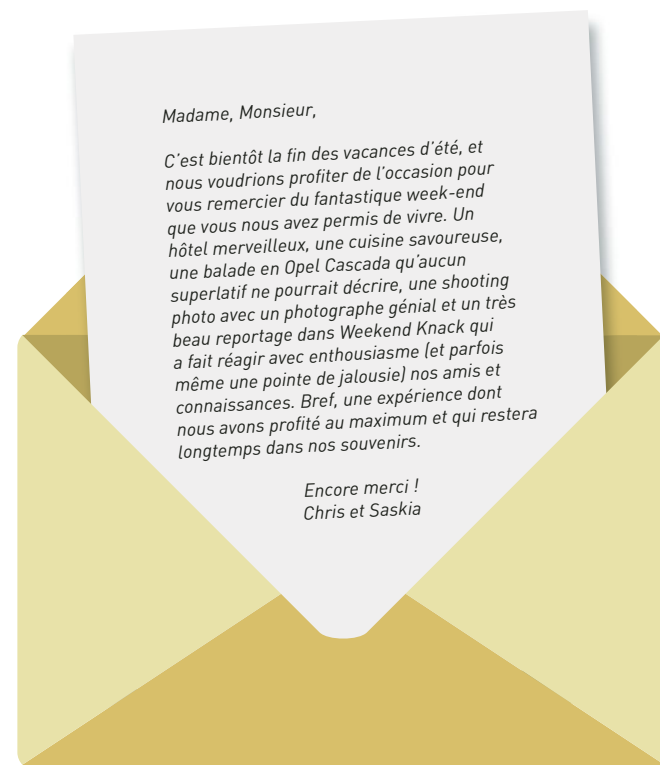 Madame, Monsieur,
C'est bientôt la fin des vacances d'été, et
nous voudrions profiter de l'occasion pour
vous remercier du fantastique week-end
que vous nous avez permis de vivre. Un
hôtel merveilleux, une cuisine savoureuse,
une balade en Opel Cascada qu'aucun
superlatif ne pourrait décrire, une shooting
photo avec un photographe génial et un très
beau reportage dans Weekend Knack qui
a fait réagir avec enthousiasme (et parfois
même une pointe de jalousie) nos amis et
connaissances. Bref, une expérience dont
nous avons profité au maximum et qui restera
longtemps dans nos souvenirs.
Encore merci !
Chris et Saskia